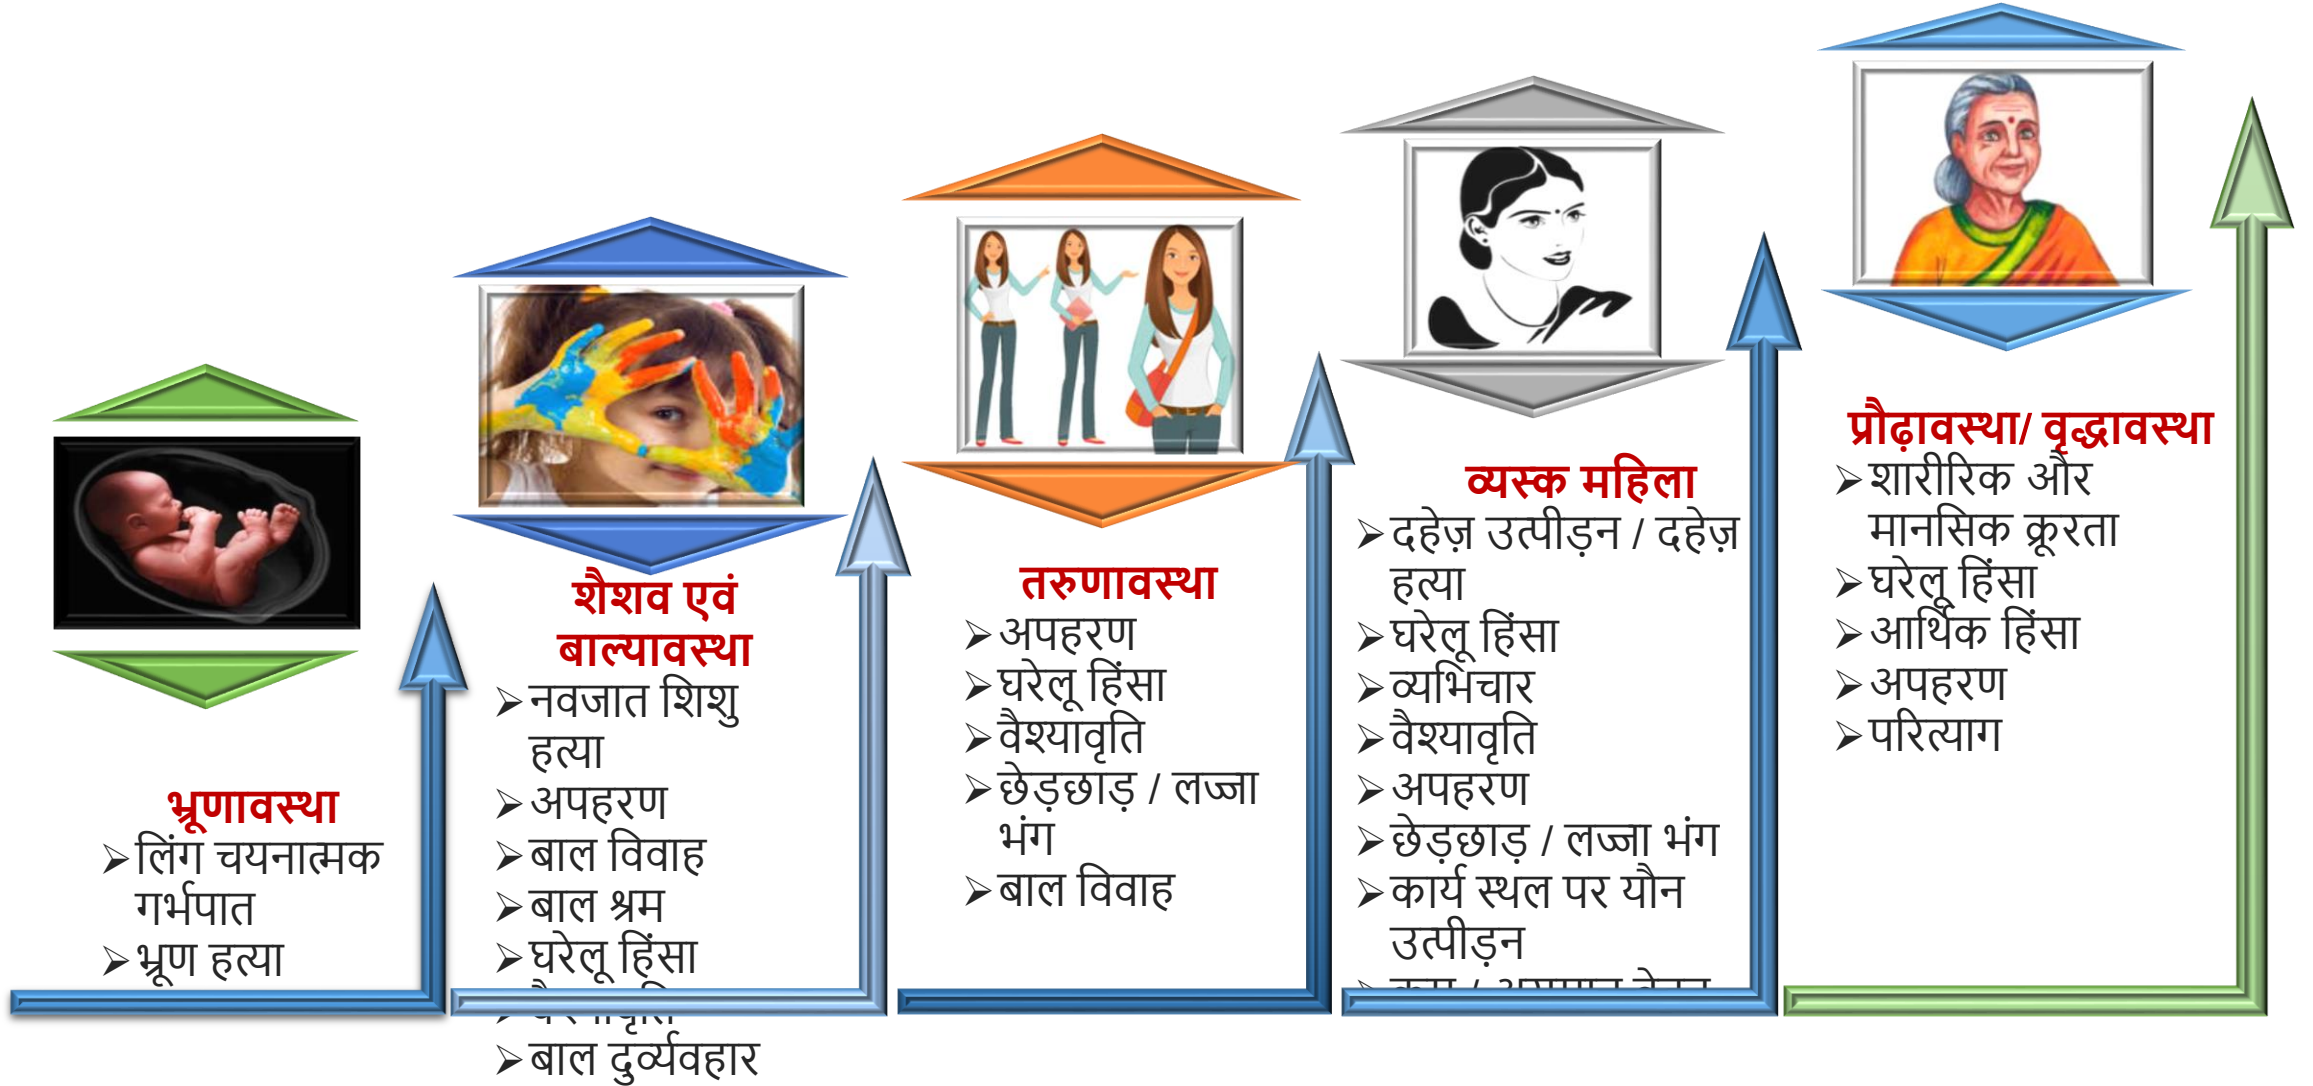 भ्रूणावस्था
➢लिंग चयनात्मक
गर्भपात
➢भ्रूण हत्या
शैशव एवं
बाल्यावस्था
➢नवजात शिशु
हत्या
➢अपहरण
➢बाल विवाह
➢बाल श्रम
➢घरेलू हिंसा
➢बाल दुर्व्यवहार
तरुणावस्था
➢अपहरण
➢घरेलू हिंसा
➢वैश्यावृति
➢छेड़छाड़ / लज्जा
भंग
➢बाल विवाह
व्यस्क महिला
➢दहेज़ उत्पीड़न / दहेज़
हत्या
➢घरेलू हिंसा
➢व्यभिचार
➢वैश्यावृति
➢अपहरण
➢छेड़छाड़ / लज्जा भंग
➢कार्य स्थल पर यौन
उत्पीड़न
प्रौढ़ावस्था/ वृद्धावस्था
➢शारीरिक और
मानसिक क्रूरता
➢घरेलू हिंसा
➢आर्थिक हिंसा
➢अपहरण
➢परित्याग